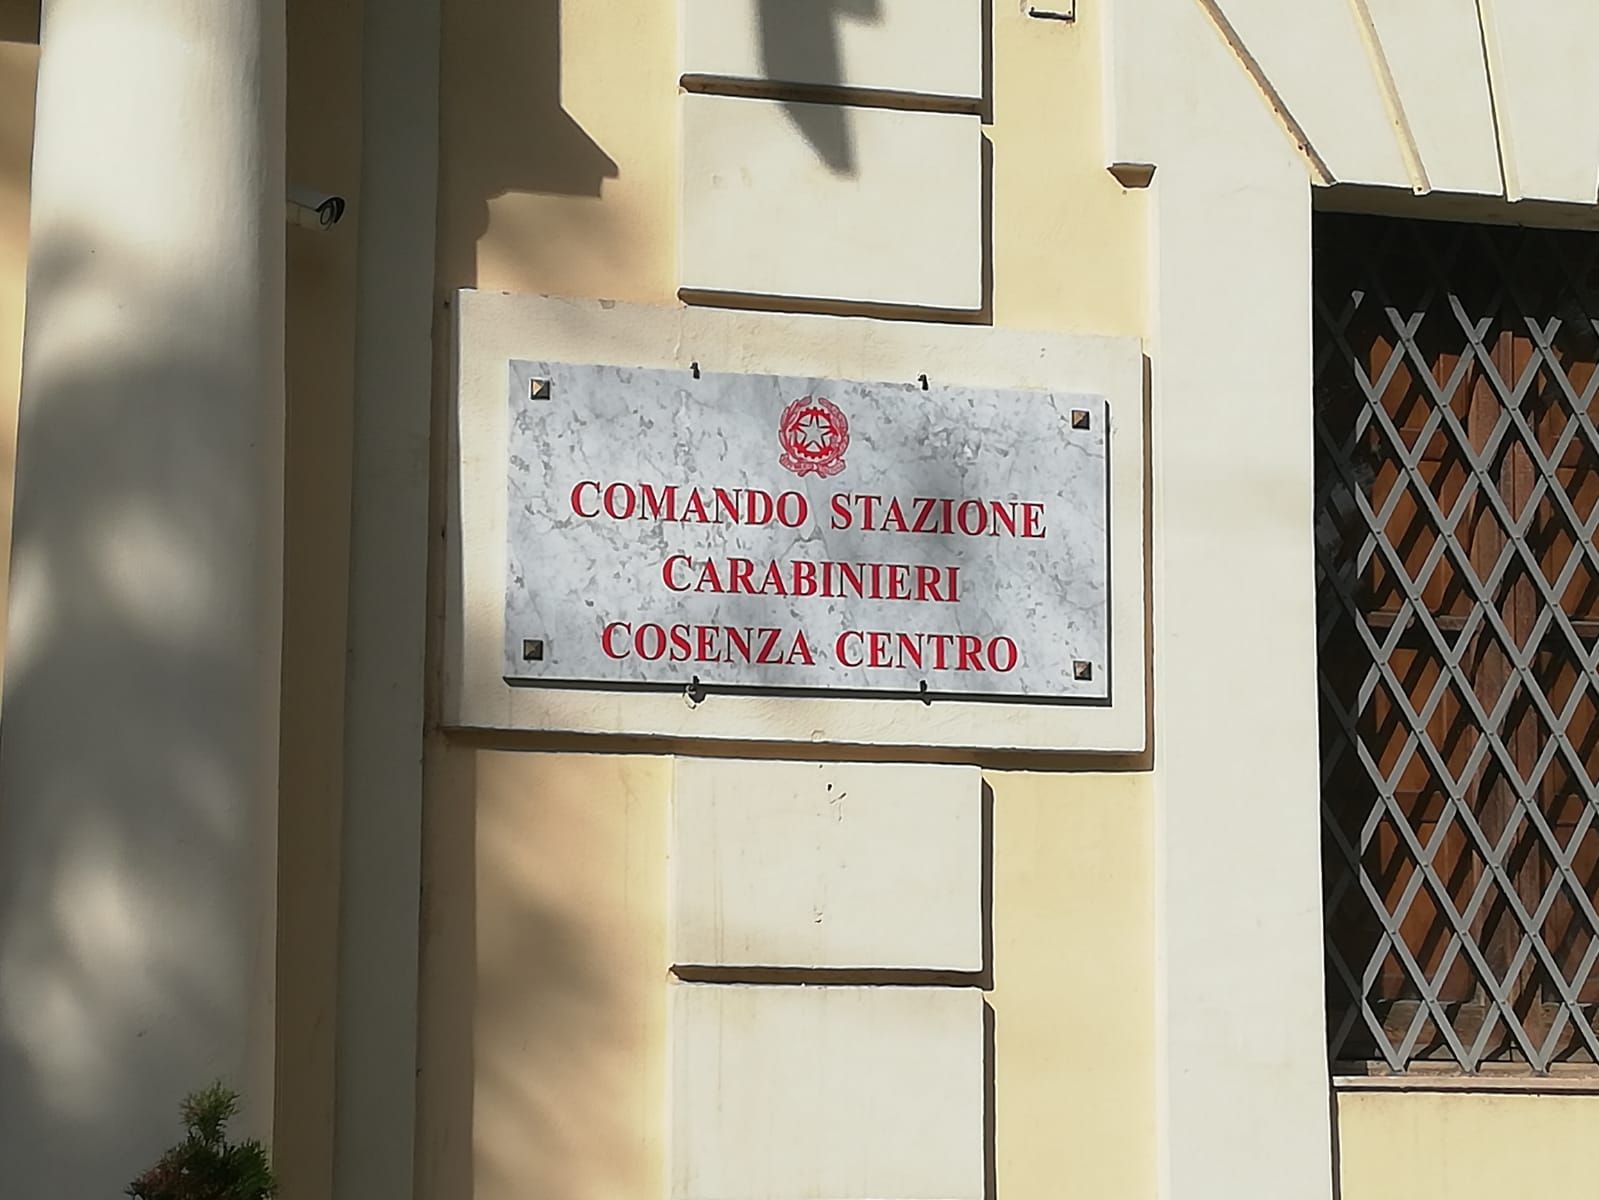 COMANDO STAZIONE
CARABINIERI
COSENZA CENTRO